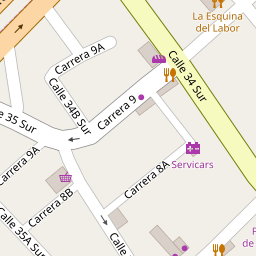 La Esquina
del Labor
Carrera 9A
Calle 34 Sur
Calle 34B Sur
Carrera 9
35 Sur
Servicars
Carrera 9A
Carrera 8A
Carrera 8B
Calle 35A Sur
Calle
de